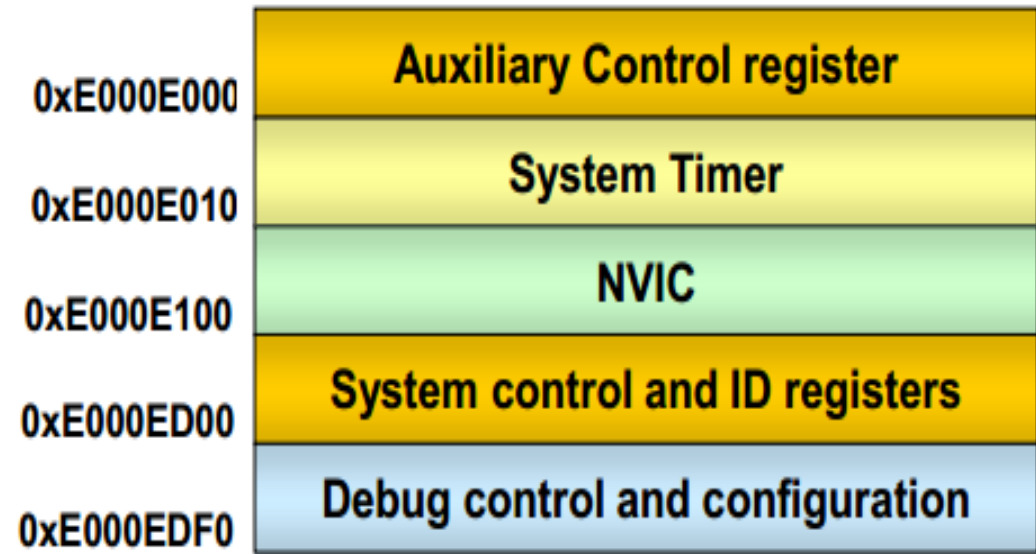 Auxiliary Control register
0xE000E000
System Timer
0xE000E010
NVIC
0xE000E100
System control and ID registers
0xE000ED00
Debug control and configuration
0xE000EDF0